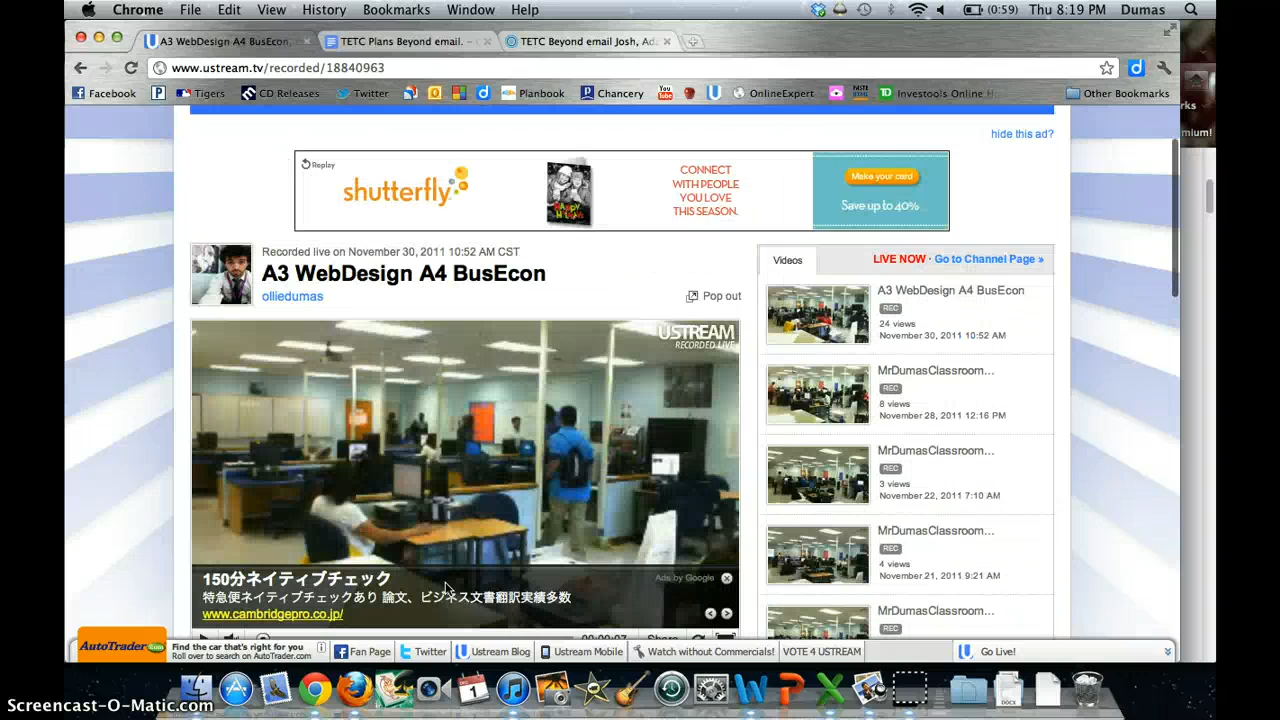 Chrome File Edit View History Bookmarks Window Help (0:59) Thu 8:19 PM Dumas
A3 WebDesign A4 BusEcon, TETC Plans Beyond email. – TETC Beyond email Josh, Ad
www.ustream.tv/recorded/18840963
Facebook Tigers CD Releases Twitter Planbook Chancery You Tube OnlineExpert Investools Online H Other Bookmarks
hide this ad?
Replay
shutterfly
HAPPY
CONNECT
WITH PEOPLE
YOU LOVE
THIS SEASON.
Make your card
Save up to 40%
Recorded live on November 30, 2011 10:52 AM CST
A3 WebDesign A4 BusEcon
olliedumas
Pop out
USTREAM
RECORDED LIVE
150分ネイティブチェック
特急便ネイティブチェックあり 論文、ビジネス文書翻訳実績多数
www.cambridgepro.co.jp/
Ads by Google
00:00:07 Share
Videos LIVE NOW · Go to Channel Page »
A3 WebDesign A4 BusEcon
REC
24 views
November 30, 2011 10:52 AM
MrDumasClassroom...
REC
8 views
November 28, 2011 12:16 PM
MrDumasClassroom...
REC
3 views
November 22, 2011 7:10 AM
MrDumasClassroom...
REC
4 views
November 21, 2011 9:21 AM
MrDumasClassroom...
REC
rks
mium!
AutoTrader.com
Find the car that's right for you
Roll over to search on AutoTrader.com
Fan Page Twitter Ustream Blog Ustream Mobile Watch without Commercials! VOTE 4 USTREAM Go Live!
Screencast-O-Matic.com